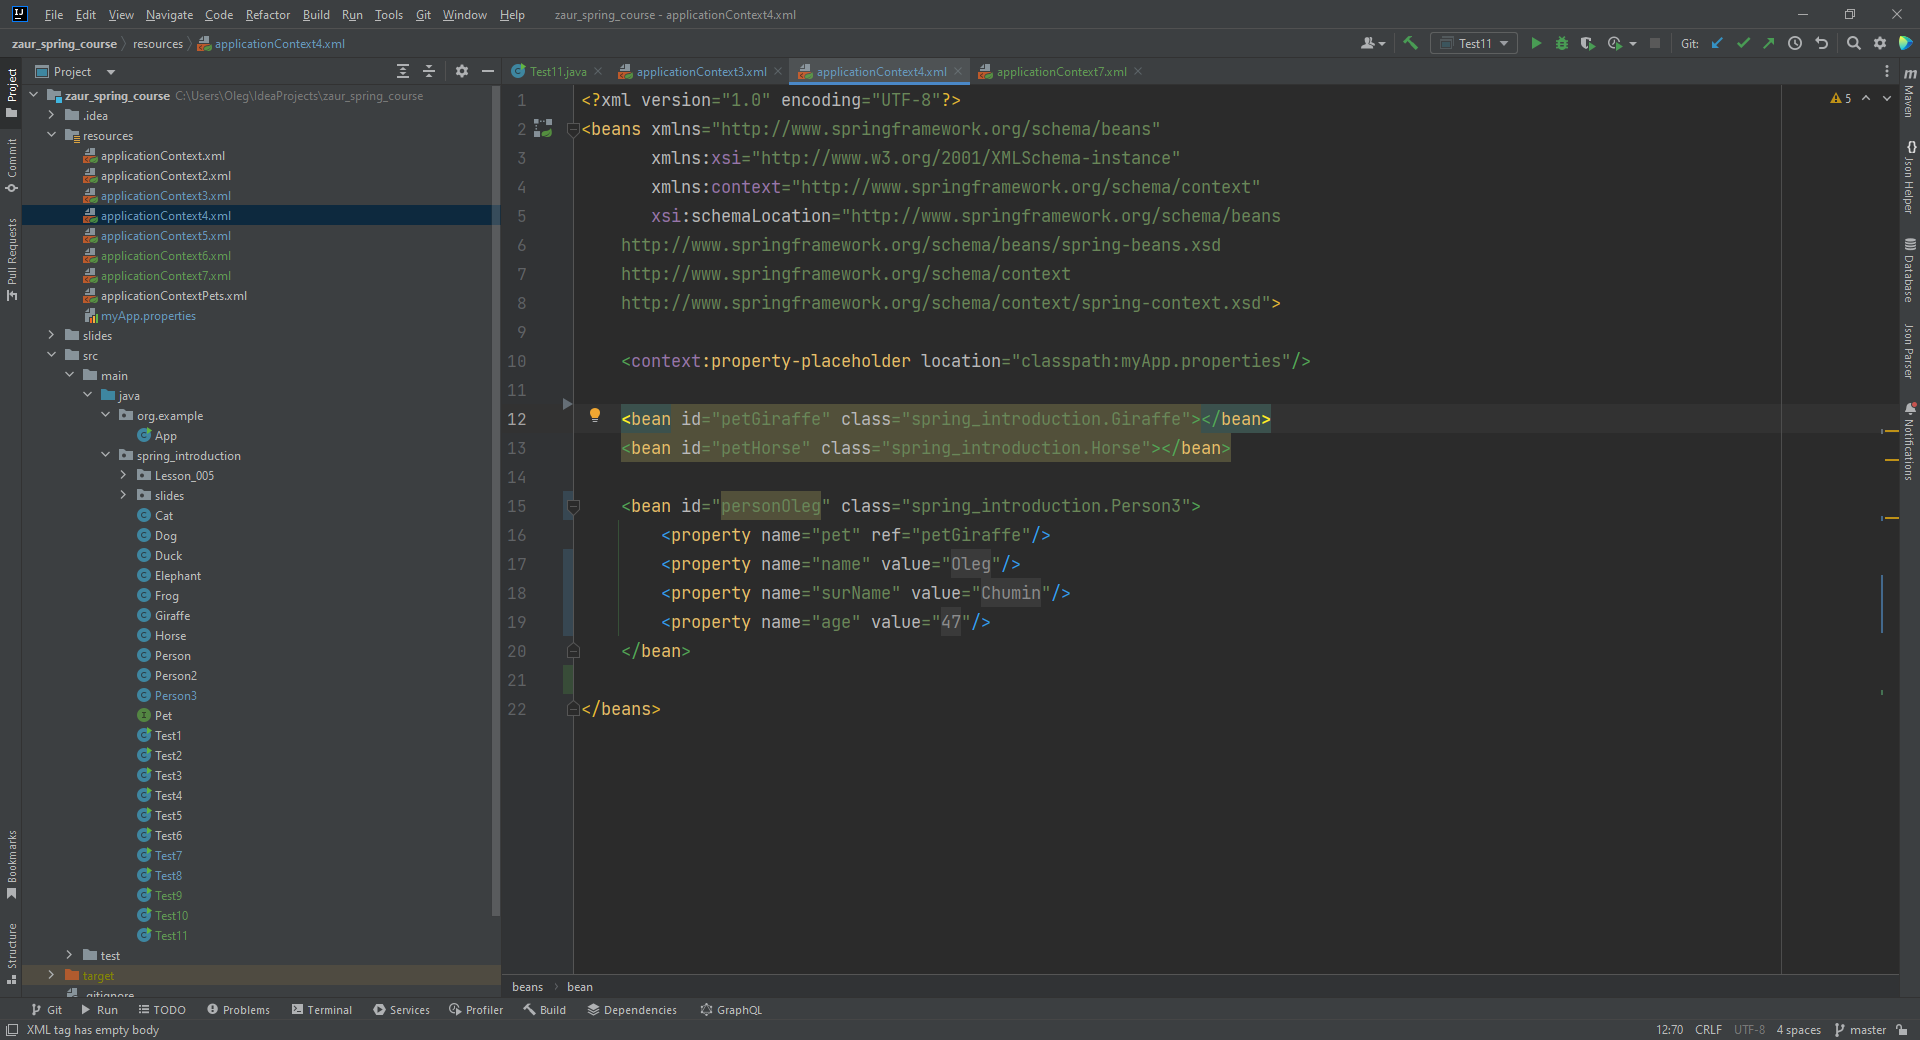 File Edit View Navigate Code Refactor Build Run Tools Git Window Help zaur_spring_course - applicationContext4.xml
zaur_spring_course resources applicationContext4.xml Test11 Git:
Project
Test11.java applicationContext3.xml applicationContext4.xml applicationContext7.xml
zaur_spring_course C:\Users\Oleg\IdeaProjects\zaur_spring_course
.idea
resources
applicationContext.xml
applicationContext2.xml
applicationContext3.xml
applicationContext4.xml
applicationContext5.xml
applicationContext6.xml
applicationContext7.xml
applicationContextPets.xml
myApp.properties
slides
src
main
java
org.example
App
spring_introduction
Lesson_005
slides
Cat
Dog
Duck
Elephant
Frog
Giraffe
Horse
Person
Person2
Person3
Pet
Test1
Test2
Test3
Test4
Test5
Test6
Test7
Test8
Test9
Test10
Test11
test
target
.gitignore
Project
Commit
Pull Requests
Bookmarks
Structure
1 <?xml version="1.0" encoding="UTF-8"?>
2 <beans xmlns="http://www.springframework.org/schema/beans"
3 xmlns:xsi="http://www.w3.org/2001/XMLSchema-instance"
4 xmlns:context="http://www.springframework.org/schema/context"
5 xsi:schemaLocation="http://www.springframework.org/schema/beans
6 http://www.springframework.org/schema/beans/spring-beans.xsd
7 http://www.springframework.org/schema/context
8 http://www.springframework.org/schema/context/spring-context.xsd">
9
10 <context:property-placeholder location="classpath:myApp.properties"/>
11
12 <bean id="petGiraffe" class="spring_introduction.Giraffe"></bean>
13 <bean id="petHorse" class="spring_introduction.Horse"></bean>
14
15 <bean id="personOleg" class="spring_introduction.Person3">
16 <property name="pet" ref="petGiraffe"/>
17 <property name="name" value="Oleg"/>
18 <property name="surName" value="Chumin"/>
19 <property name="age" value="47"/>
20 </bean>
21
22 </beans>
5
Maven
Json Helper
Database
Json Parser
Notifications
beans bean
Git Run TODO Problems Terminal Services Profiler Build Dependencies GraphQL
XML tag has empty body 12:70 CRLF UTF-8 4 spaces master